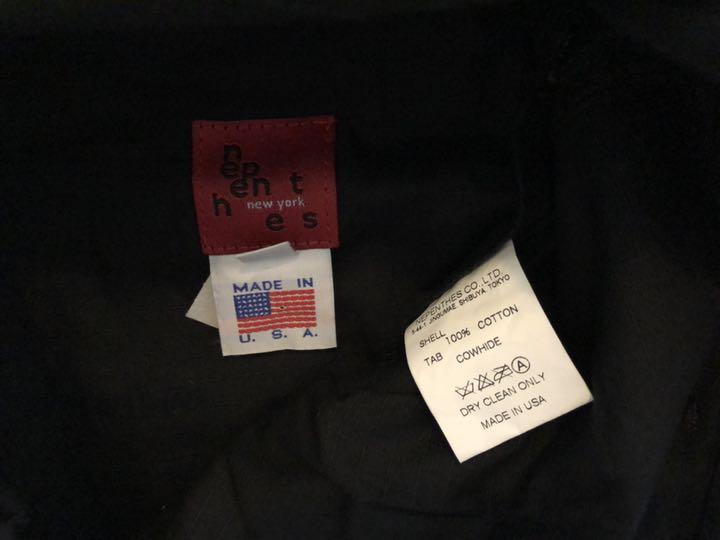 n
ep
en t
h new york
e s
MADE IN
U. S. A.
NEPENTHES CO., LTD.
JINGUMAE SHIBUYA TOKYO
SHELL 100% COTTON
TAB COWHIDE
A
DRY CLEAN ONLY
MADE IN USA